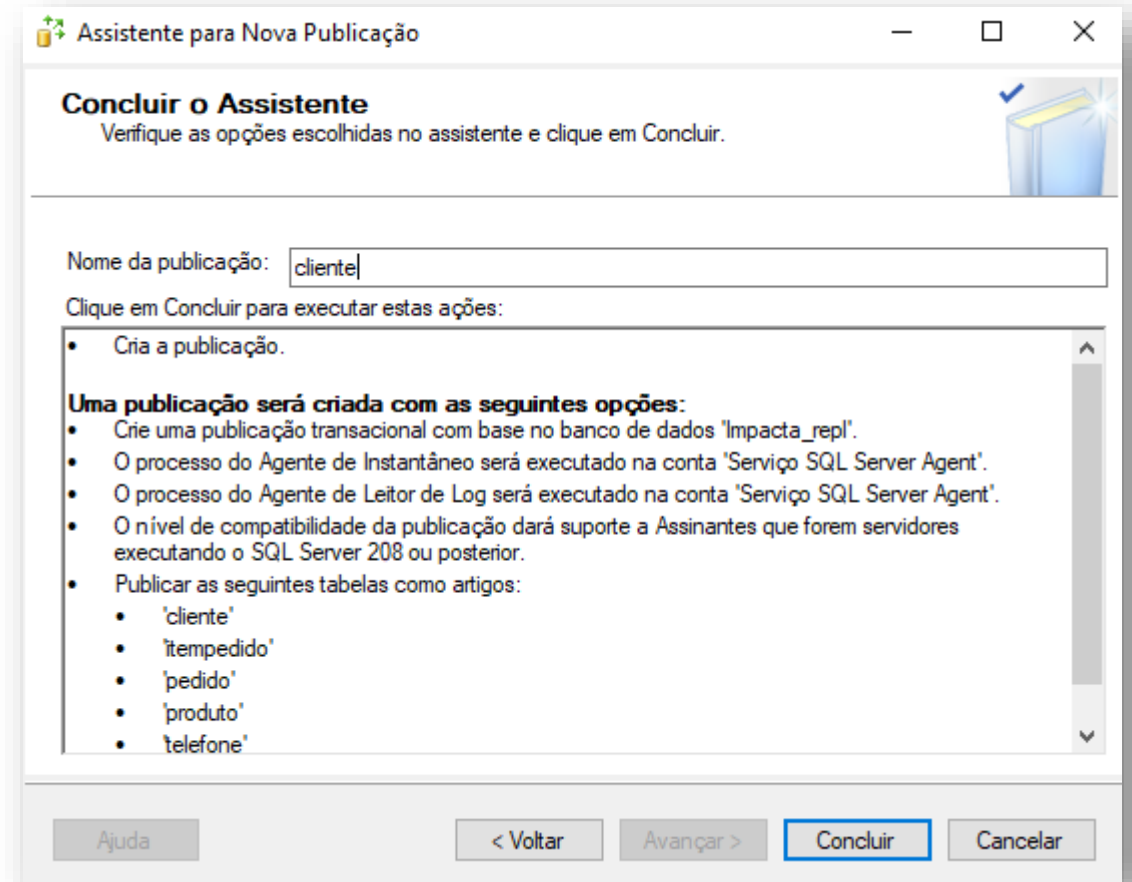 Assistente para Nova Publicação
Concluir o Assistente
Verifique as opções escolhidas no assistente e clique em Concluir.
Nome da publicação: cliente
Clique em Concluir para executar estas ações:
• Cria a publicação.
Uma publicação será criada com as seguintes opções:
• Crie uma publicação transacional com base no banco de dados 'Impacta_repl'.
• O processo do Agente de Instantâneo será executado na conta 'Serviço SQL Server Agent'.
• O processo do Agente de Leitor de Log será executado na conta 'Serviço SQL Server Agent'.
• O nível de compatibilidade da publicação dará suporte a Assinantes que forem servidores
executando o SQL Server 208 ou posterior.
• Publicar as seguintes tabelas como artigos:
• 'cliente'
• 'itempedido'
• 'pedido'
• 'produto'
• 'telefone'
Ajuda < Voltar Avançar > Concluir Cancelar